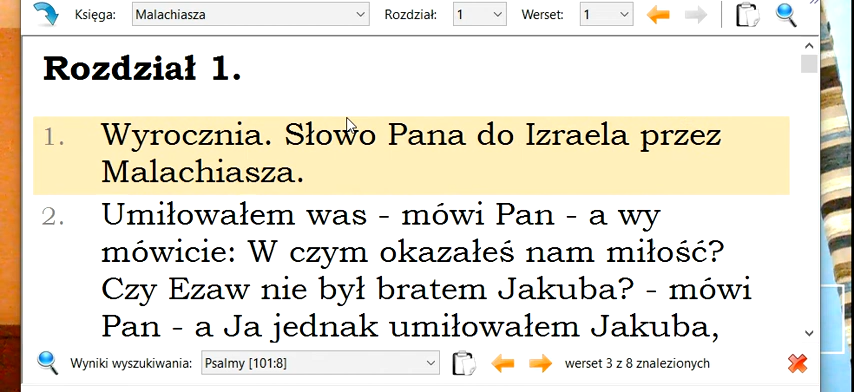 Księga: Malachiasza Rozdział: 1 Werset: 1
Rozdział 1.
1. Wyrocznia. Słowo Pana do Izraela przez
Malachiasza.
2. Umiłowałem was - mówi Pan - a wy
mówicie: W czym okazałeś nam miłość?
Czy Ezaw nie był bratem Jakuba? - mówi
Pan - a Ja jednak umiłowałem Jakuba,
Wyniki wyszukiwania: Psalmy [101:8] werset 3 z 8 znalezionych